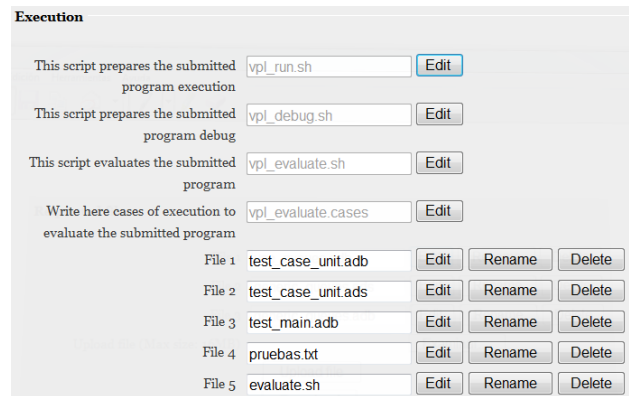 Execution
This script prepares the submitted program execution vpl_run.sh Edit
This script prepares the submitted program debug vpl_debug.sh Edit
This script evaluates the submitted program vpl_evaluate.sh Edit
Write here cases of execution to evaluate the submitted program vpl_evaluate.cases Edit
File 1 test_case_unit.adb Edit Rename Delete
File 2 test_case_unit.ads Edit Rename Delete
File 3 test_main.adb Edit Rename Delete
File 4 pruebas.txt Edit Rename Delete
File 5 evaluate.sh Edit Rename Delete